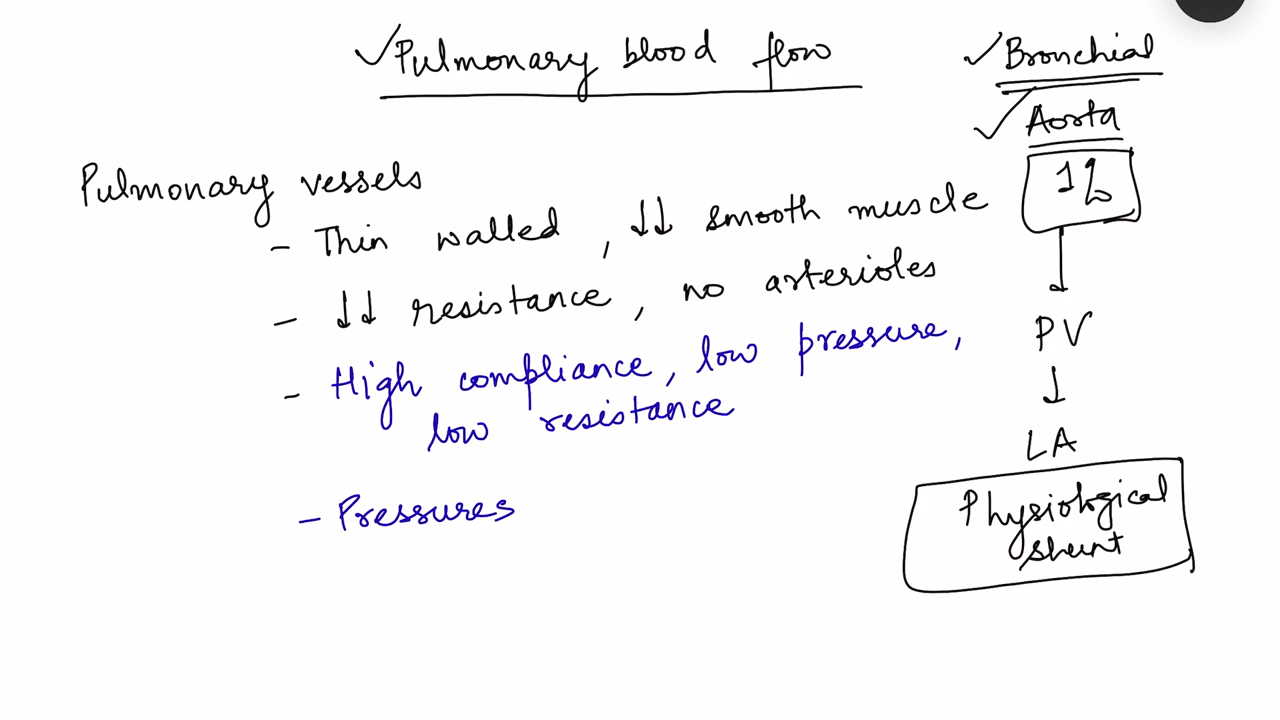 ✓Pulmonary blood flow
Pulmonary vessels
- Thin walled, ↓↓ smooth muscle
- ↓↓ resistance, no arterioles
- High compliance, low pressure,
low resistance
- Pressures
✓Bronchial
✓Aorta
1%
↓
PV
↓
LA
Physiological
shunt